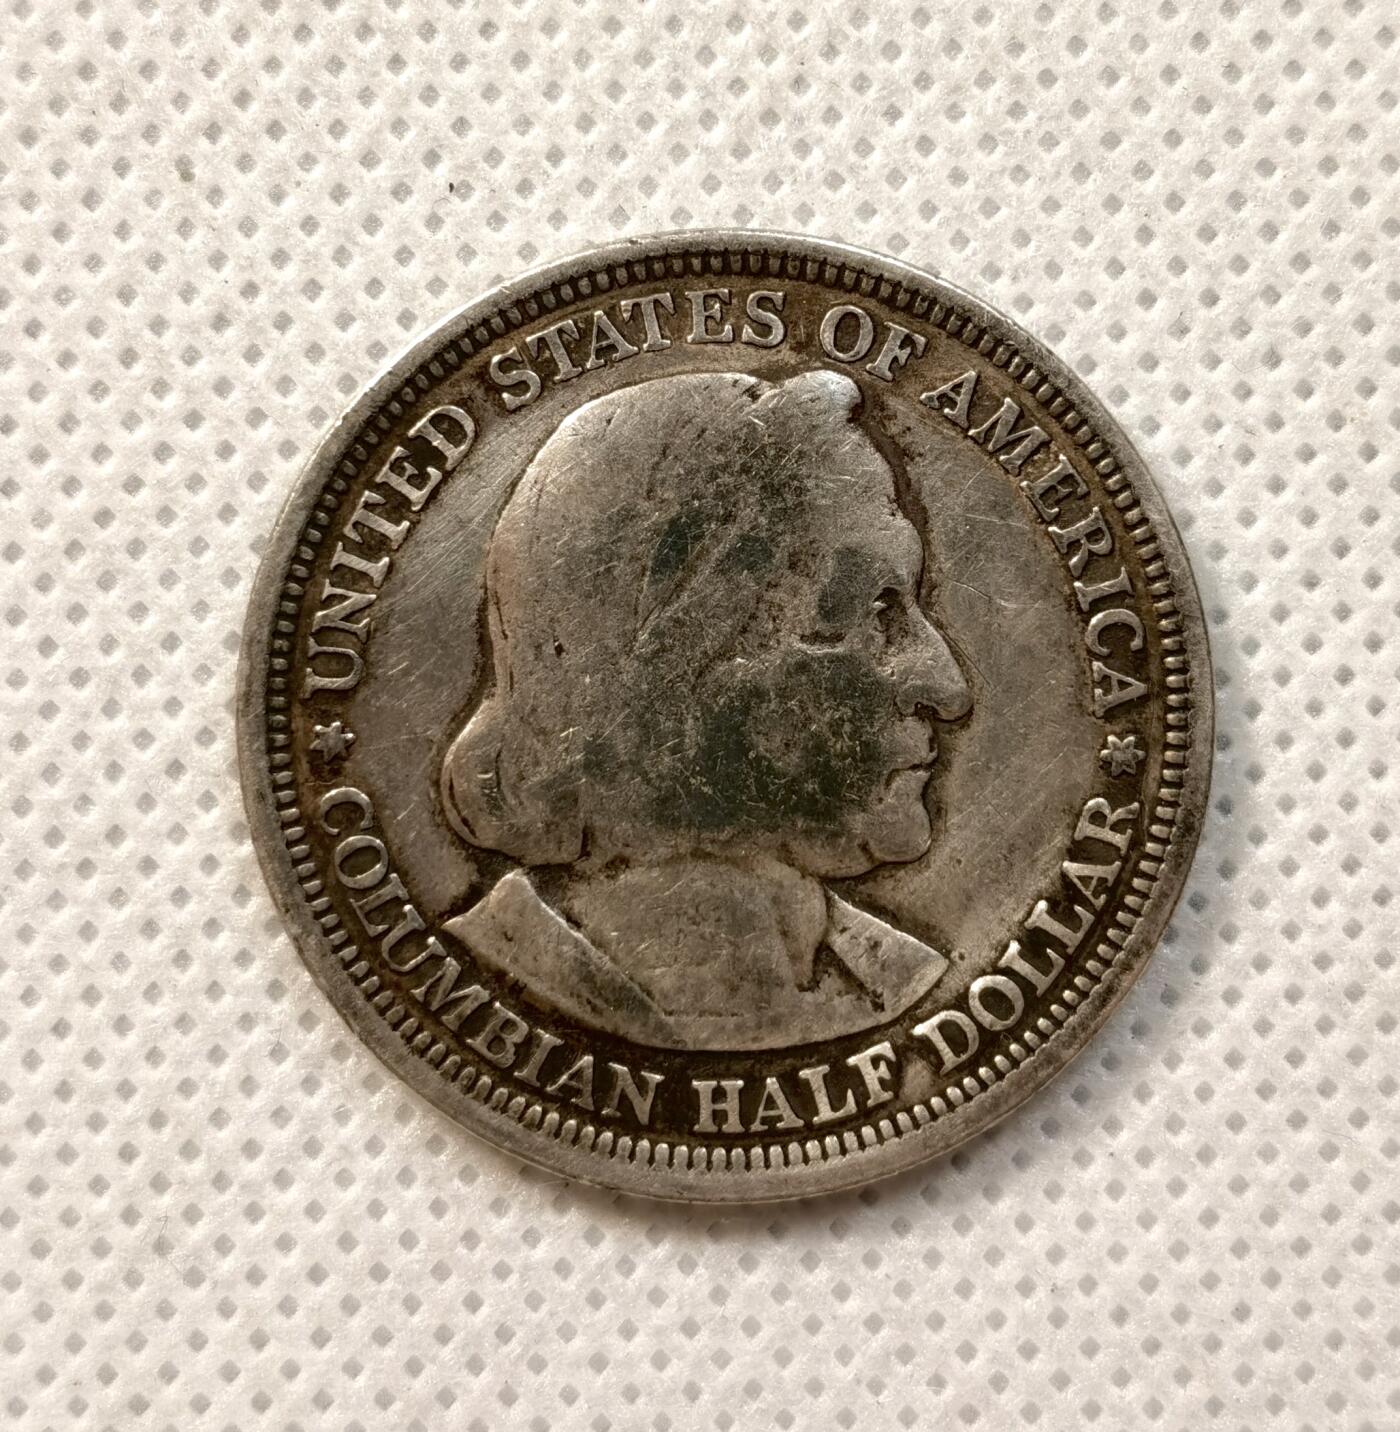 UNITED STATES OF AMERICA
COLUMBIAN HALF DOLLAR